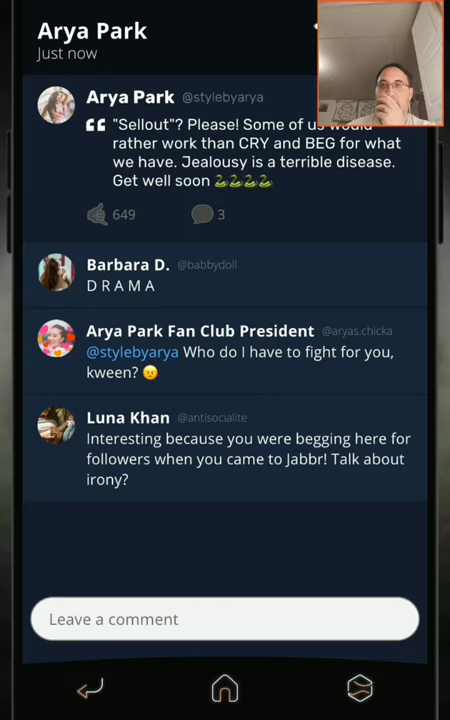 Arya Park
Just now
Arya Park @stylebyarya
"Sellout"? Please! Some of us would
rather work than CRY and BEG for what
we have. Jealousy is a terrible disease.
Get well soon 🐍🐍🐍🐍
649 3
Barbara D. @babbydoll
D R A M A
Arya Park Fan Club President @aryas.chicka
@stylebyarya Who do I have to fight for you,
kween? 😠
Luna Khan @antisocialite
Interesting because you were begging here for
followers when you came to Jabbr! Talk about
irony?
Leave a comment